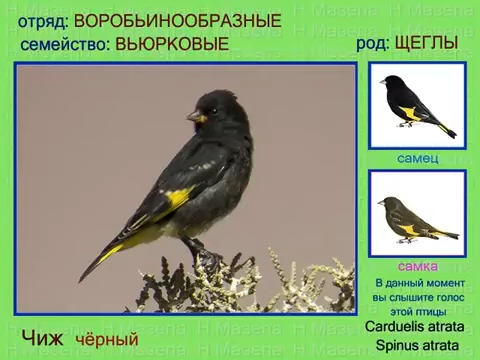 отряд: ВОРОБЬИНООБРАЗНЫЕ
семейство: ВЬЮРКОВЫЕ
род: ЩЕГЛЫ
самец
самка
В данный момент
вы слышите голос
этой птицы
Carduelis atrata
Spinus atrata
Чиж чёрный
Н Мазепа